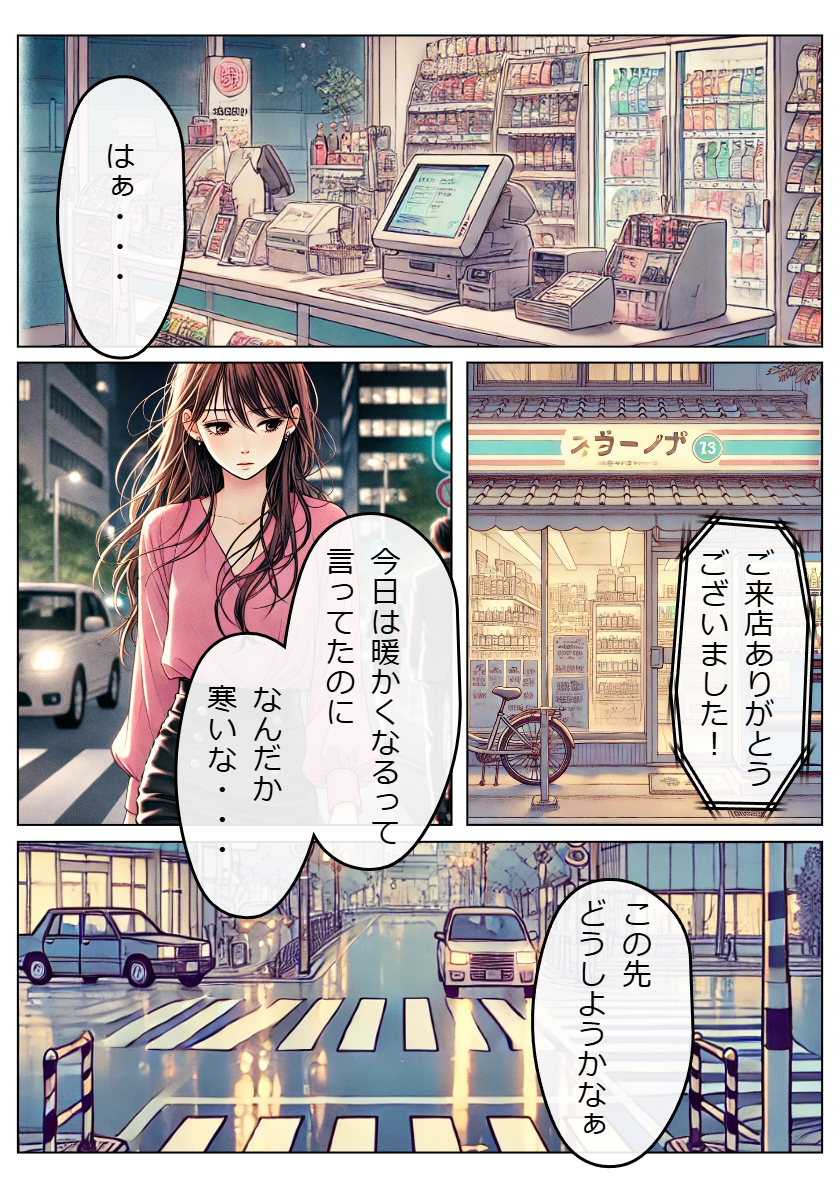 はぁ・・・
ご来店ありがとう
ございました！
13
今日は暖かくなるって
言ってたのに
なんだか
寒いな・・・
この先
どうしようかなぁ